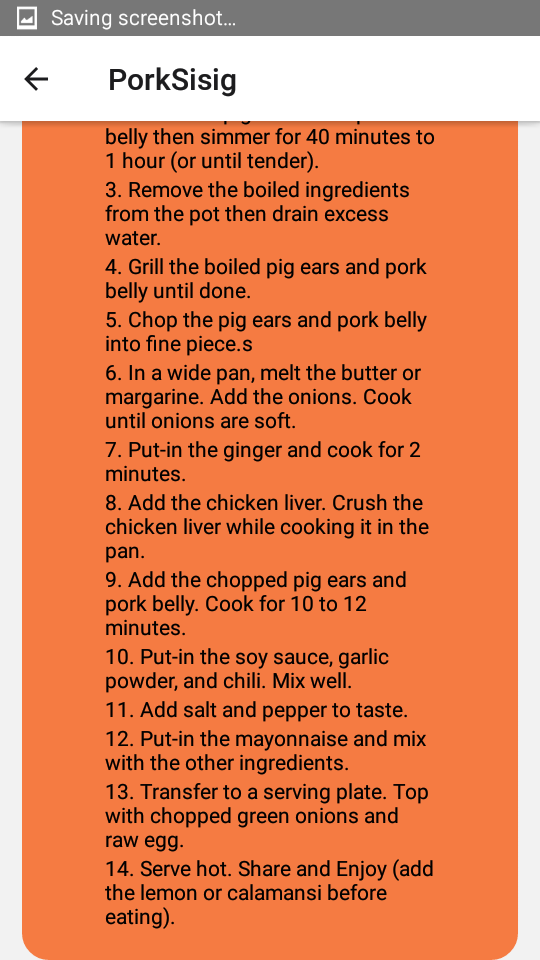 Saving screenshot...
PorkSisig
belly then simmer for 40 minutes to
1 hour (or until tender).
3. Remove the boiled ingredients
from the pot then drain excess
water.
4. Grill the boiled pig ears and pork
belly until done.
5. Chop the pig ears and pork belly
into fine piece.s
6. In a wide pan, melt the butter or
margarine. Add the onions. Cook
until onions are soft.
7. Put-in the ginger and cook for 2
minutes.
8. Add the chicken liver. Crush the
chicken liver while cooking it in the
pan.
9. Add the chopped pig ears and
pork belly. Cook for 10 to 12
minutes.
10. Put-in the soy sauce, garlic
powder, and chili. Mix well.
11. Add salt and pepper to taste.
12. Put-in the mayonnaise and mix
with the other ingredients.
13. Transfer to a serving plate. Top
with chopped green onions and
raw egg.
14. Serve hot. Share and Enjoy (add
the lemon or calamansi before
eating).